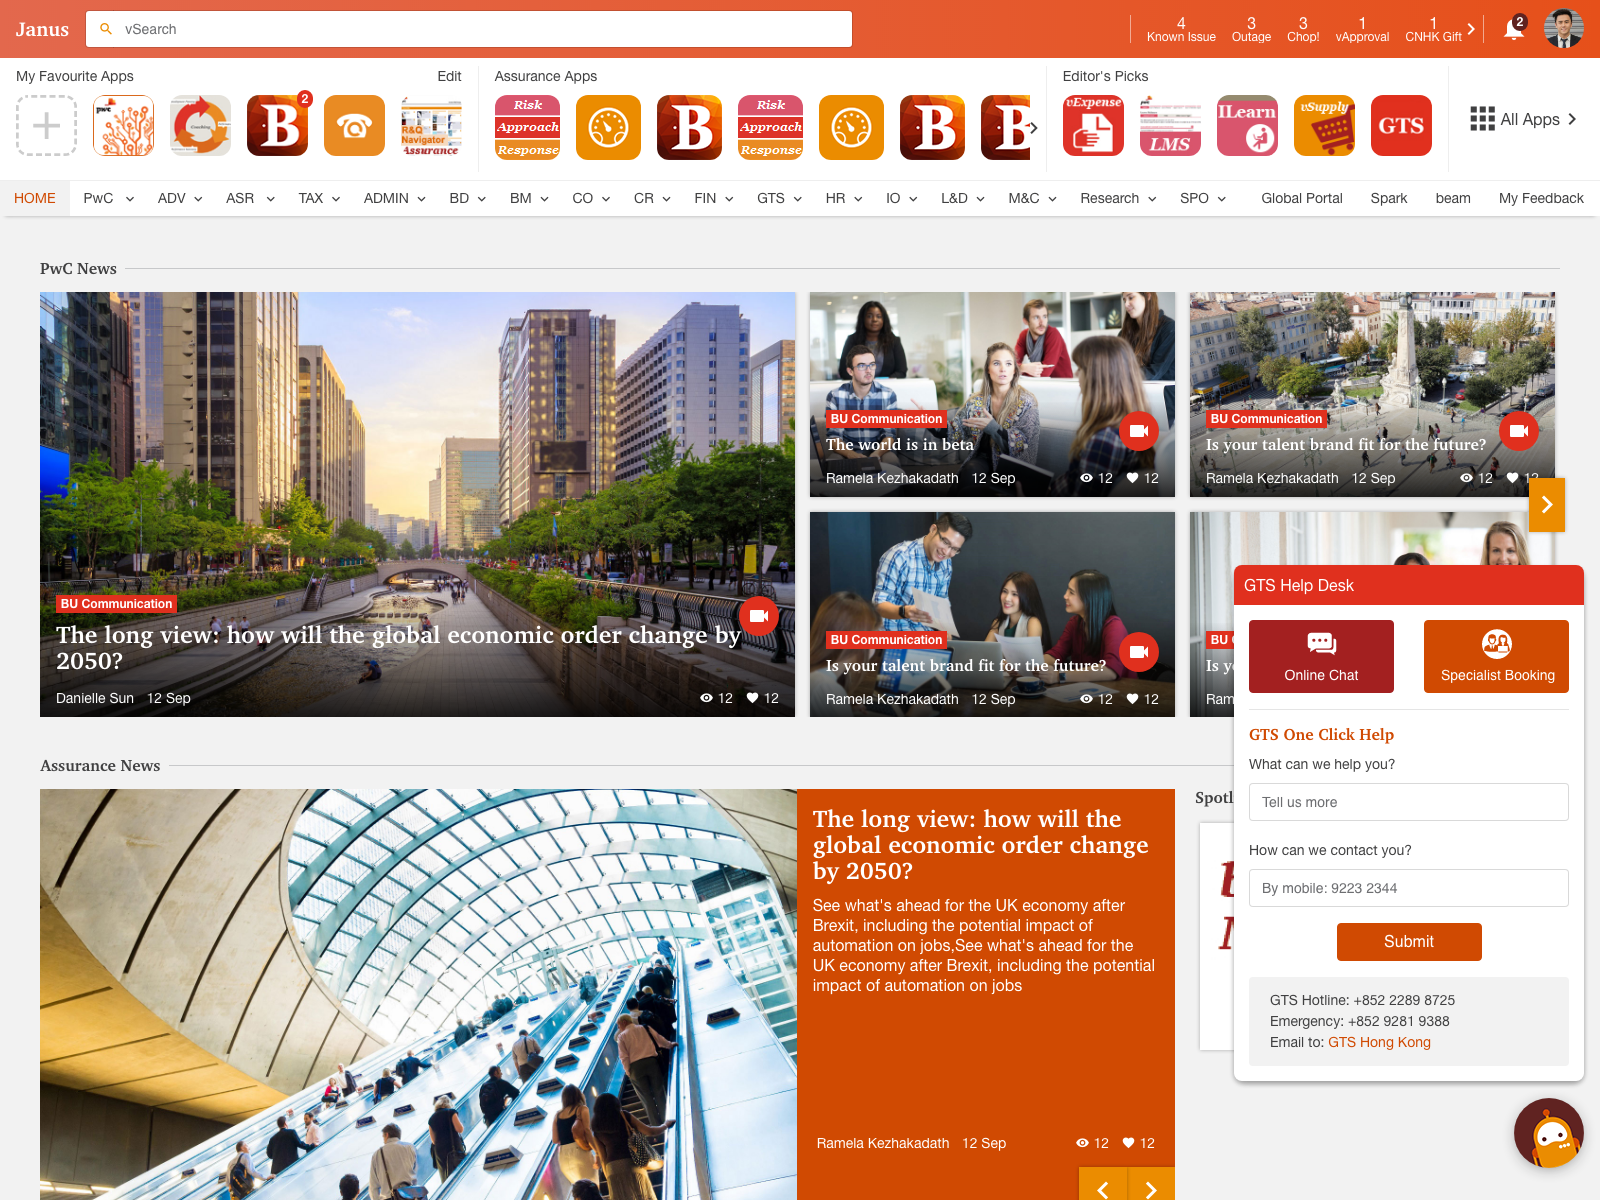 Janus
vSearch
4
Known Issue
3
Outage
3
Chop!
1
vApproval
1
CNHK Gift
2
My Favourite Apps
Edit
Assurance Apps
Editor's Picks
pwc
Coaching
B
2
R&Q
Navigator
Assurance
Risk
Approach
Response
B
Risk
Approach
Response
B
B
vExpense
LMS
ILearn
vSupply
GTS
All Apps
HOME
PwC
ADV
ASR
TAX
ADMIN
BD
BM
CO
CR
FIN
GTS
HR
IO
L&D
M&C
Research
SPO
Global Portal
Spark
beam
My Feedback
PwC News
BU Communication
The long view: how will the global economic order change by
2050?
Danielle Sun 12 Sep
12 12
BU Communication
The world is in beta
Ramela Kezhakadath 12 Sep
12 12
BU Communication
Is your talent brand fit for the future?
Ramela Kezhakadath 12 Sep
12 12
BU Communication
Is your talent brand fit for the future?
Ramela Kezhakadath 12 Sep
12 12
BU
Is y
Ram
GTS Help Desk
Online Chat
Specialist Booking
GTS One Click Help
What can we help you?
Tell us more
How can we contact you?
By mobile: 9223 2344
Submit
GTS Hotline: +852 2289 8725
Emergency: +852 9281 9388
Email to: GTS Hong Kong
Assurance News
The long view: how will the
global economic order change
by 2050?
See what's ahead for the UK economy after
Brexit, including the potential impact of
automation on jobs,See what's ahead for the
UK economy after Brexit, including the potential
impact of automation on jobs
Ramela Kezhakadath 12 Sep
12 12
Spotl